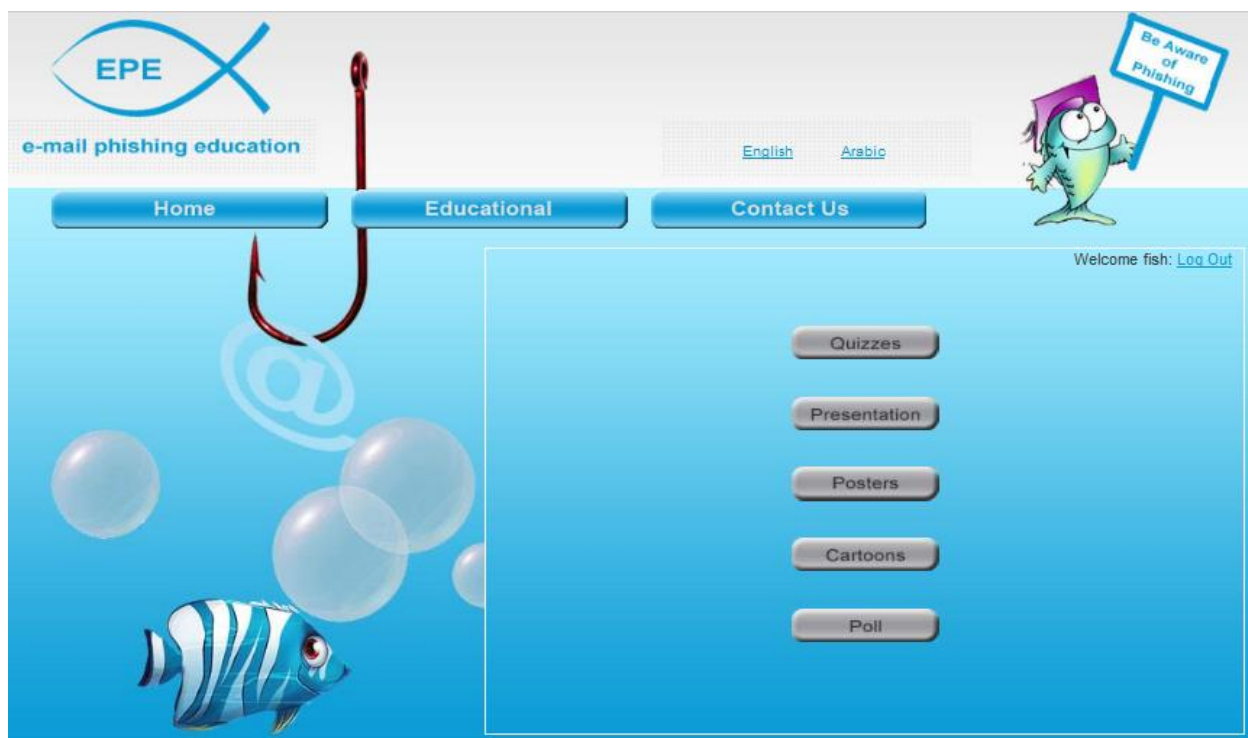 EPE
e-mail phishing education
Be Aware
of
Phishing
English Arabic
Home Educational Contact Us
Welcome fish: Log Out
Quizzes
Presentation
Posters
Cartoons
Poll
@